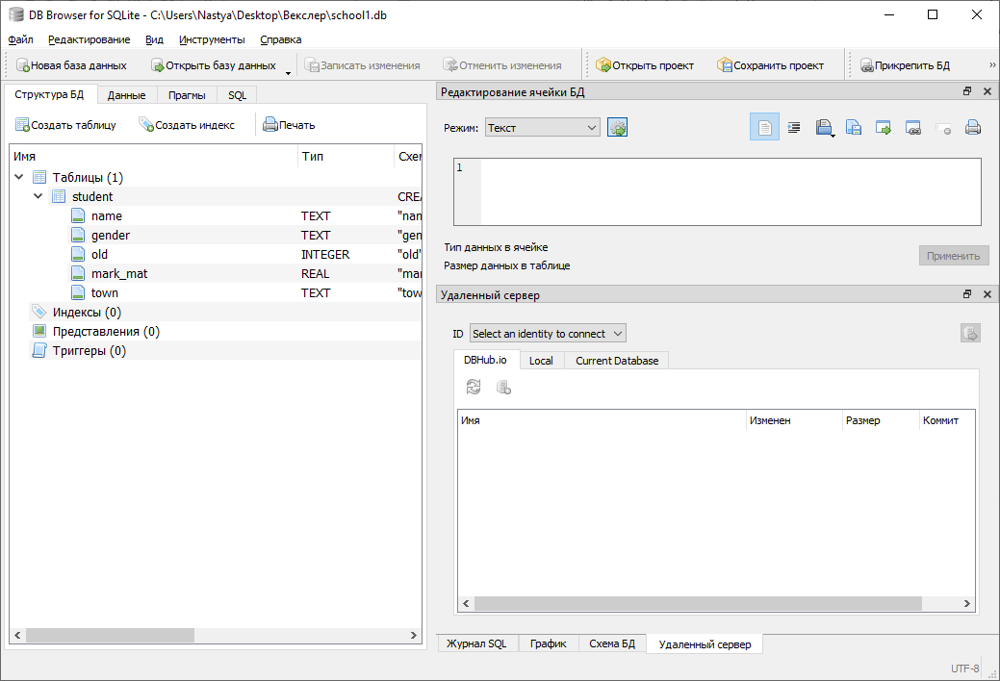 DB Browser for SQLite - C:\Users\Nastya\Desktop\Векслер\school1.db
Файл Редактирование Вид Инструменты Справка
Новая база данных Открыть базу данных Записать изменения Отменить изменения Открыть проект Сохранить проект Прикрепить БД »
Структура БД Данные Прагмы SQL
Создать таблицу Создать индекс Печать
Имя Тип Схем
Таблицы (1)
student CREA
name TEXT "nam
gender TEXT "gen
old INTEGER "old"
mark_mat REAL "mar
town TEXT "tow
Индексы (0)
Представления (0)
Триггеры (0)
Редактирование ячейки БД
Режим: Текст
1
Тип данных в ячейке
Размер данных в таблице
Применить
Удаленный сервер
ID Select an identity to connect
DBHub.io Local Current Database
Имя Изменен Размер Коммит
Журнал SQL График Схема БД Удаленный сервер
UTF-8